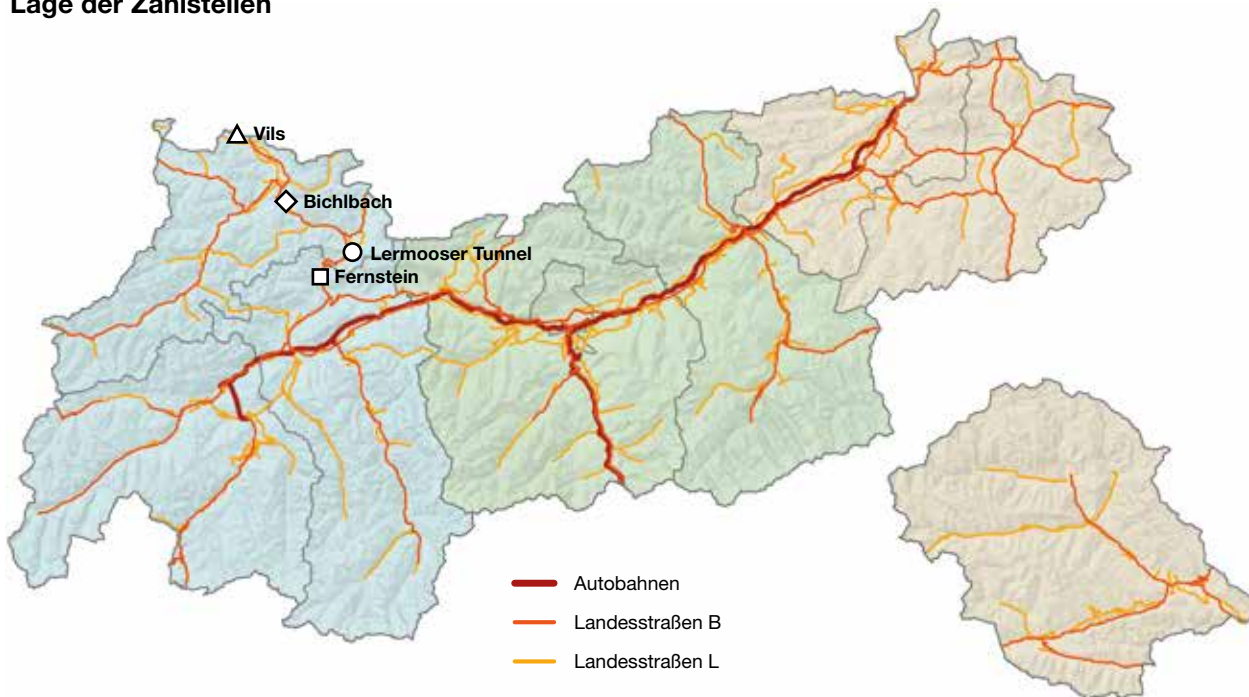 Lage der Zählstellen
Vils
Bichlbach
Lermooser Tunnel
Fernstein
Autobahnen
Landesstraßen B
Landesstraßen L